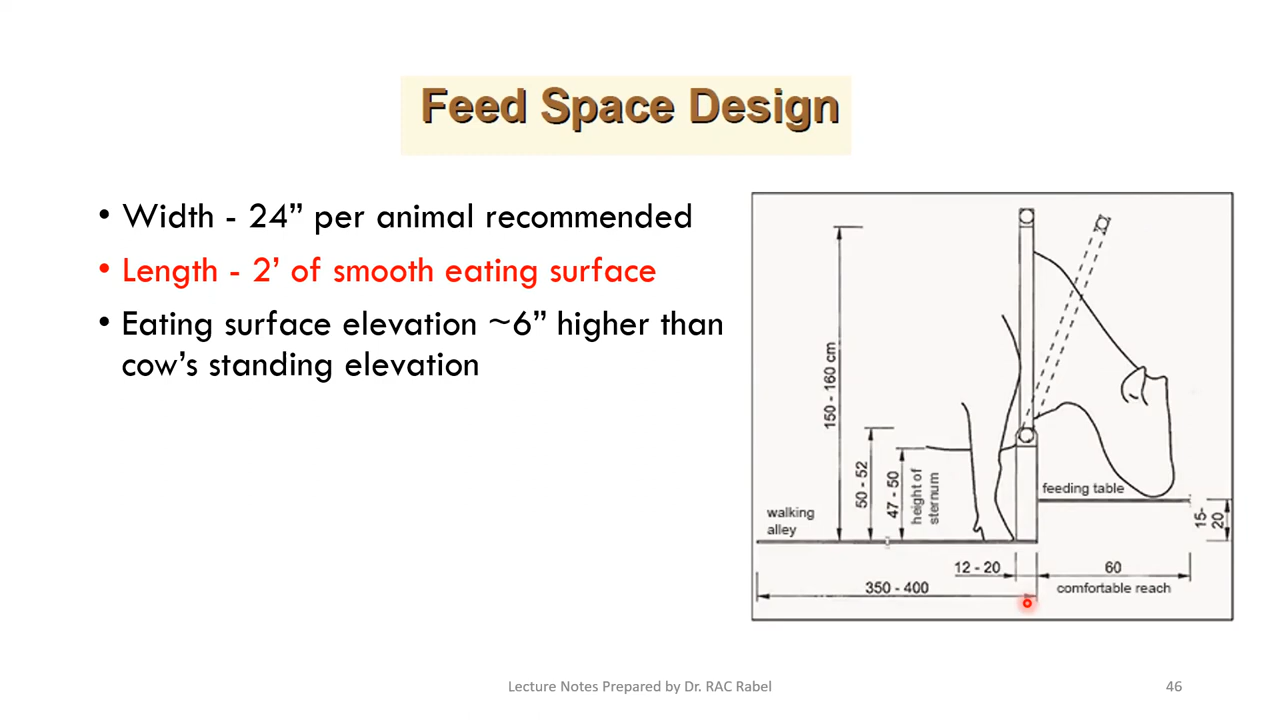 Feed Space Design
• Width - 24” per animal recommended
• Length - 2’ of smooth eating surface
• Eating surface elevation ~6” higher than
cow’s standing elevation
150 - 160 cm
50 - 52
47 - 50
height of
sternum
walking
alley
feeding table
15-
20
12 - 20
60
350 - 400
comfortable reach
Lecture Notes Prepared by Dr. RAC Rabel
46